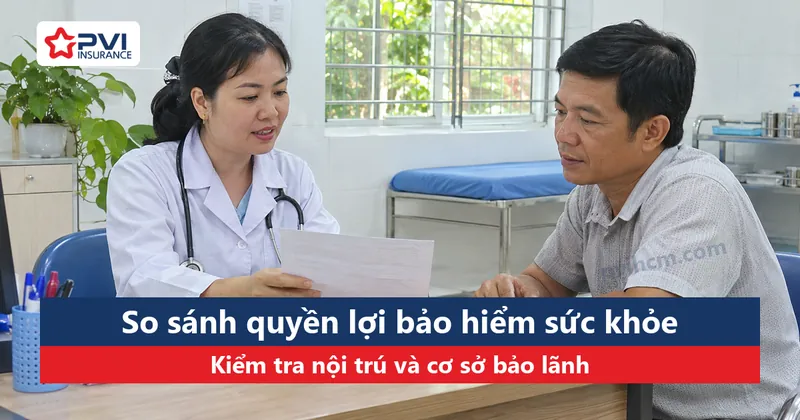 PVI
INSURANCE
So sánh quyền lợi bảo hiểm sức khỏe
Kiểm tra nội trú và cơ sở bảo lãnh